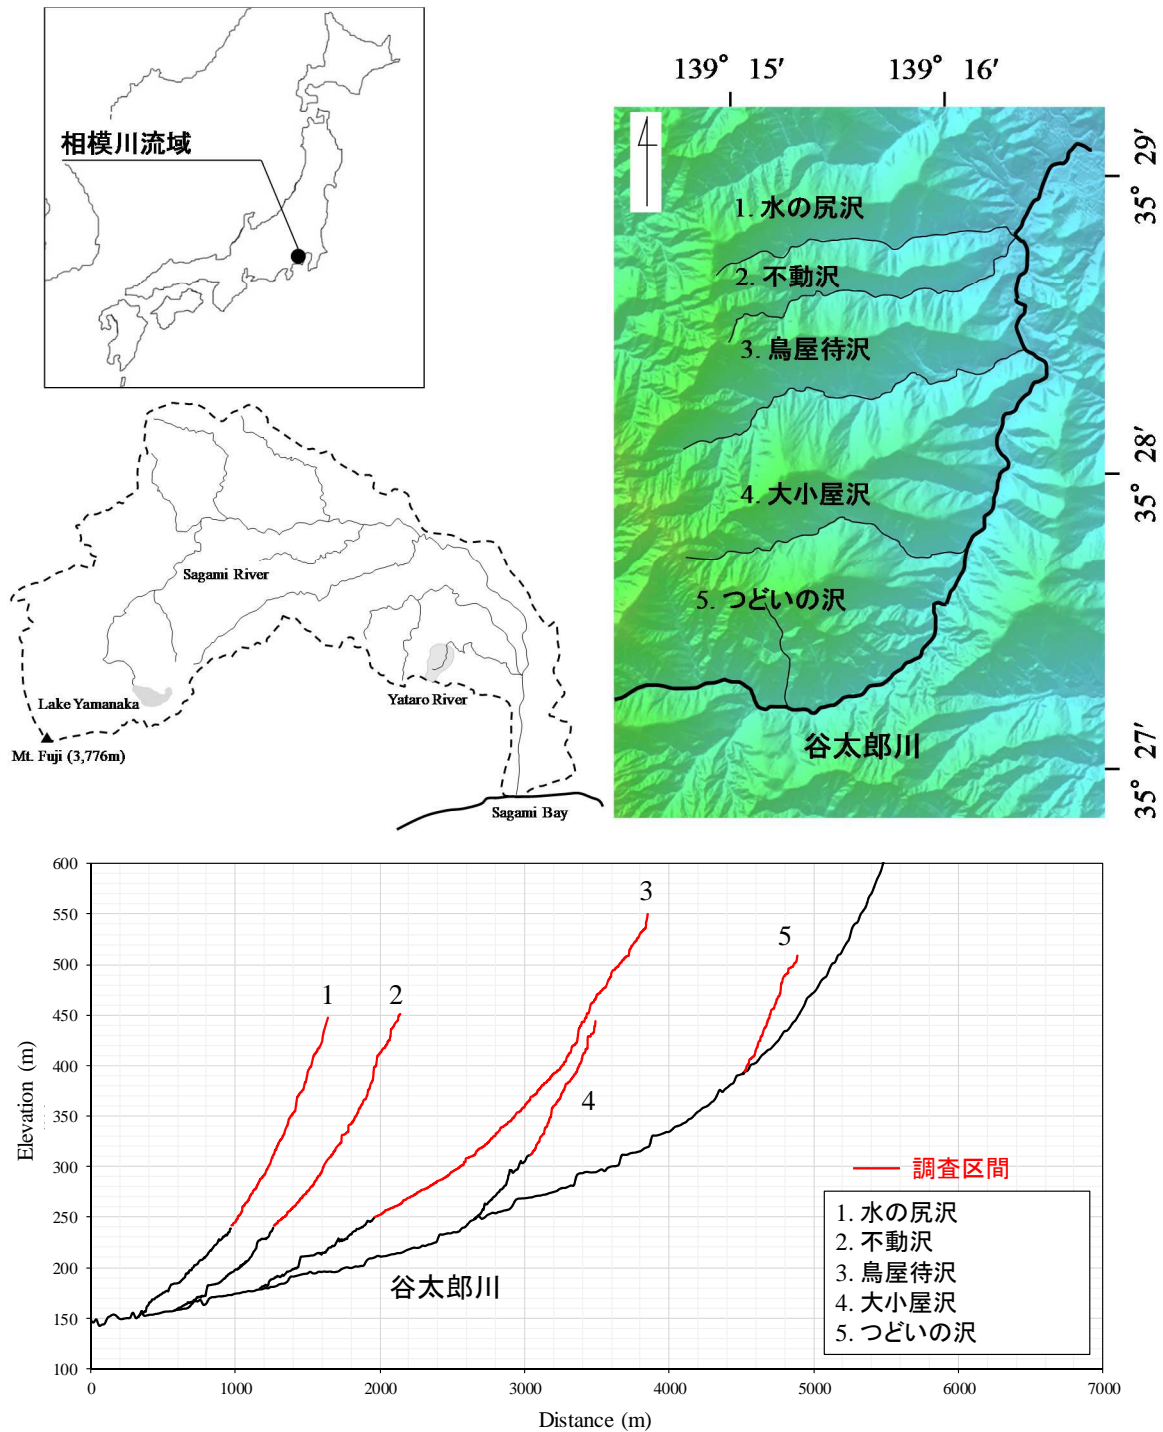 相模川流域
139° 15′
139° 16′
35° 29′
35° 28′
35° 27′
1. 水の尻沢
2. 不動沢
3. 鳥屋待沢
4. 大小屋沢
5. つどいの沢
谷太郎川
Sagami River
Lake Yamanaka
Yataro River
Mt. Fuji (3,776m)
Sagami Bay
600
550
500
450
400
350
300
250
200
150
100
Elevation (m)
1
2
3
4
5
谷太郎川
調査区間
1. 水の尻沢
2. 不動沢
3. 鳥屋待沢
4. 大小屋沢
5. つどいの沢
0
1000
2000
3000
4000
5000
6000
7000
Distance (m)